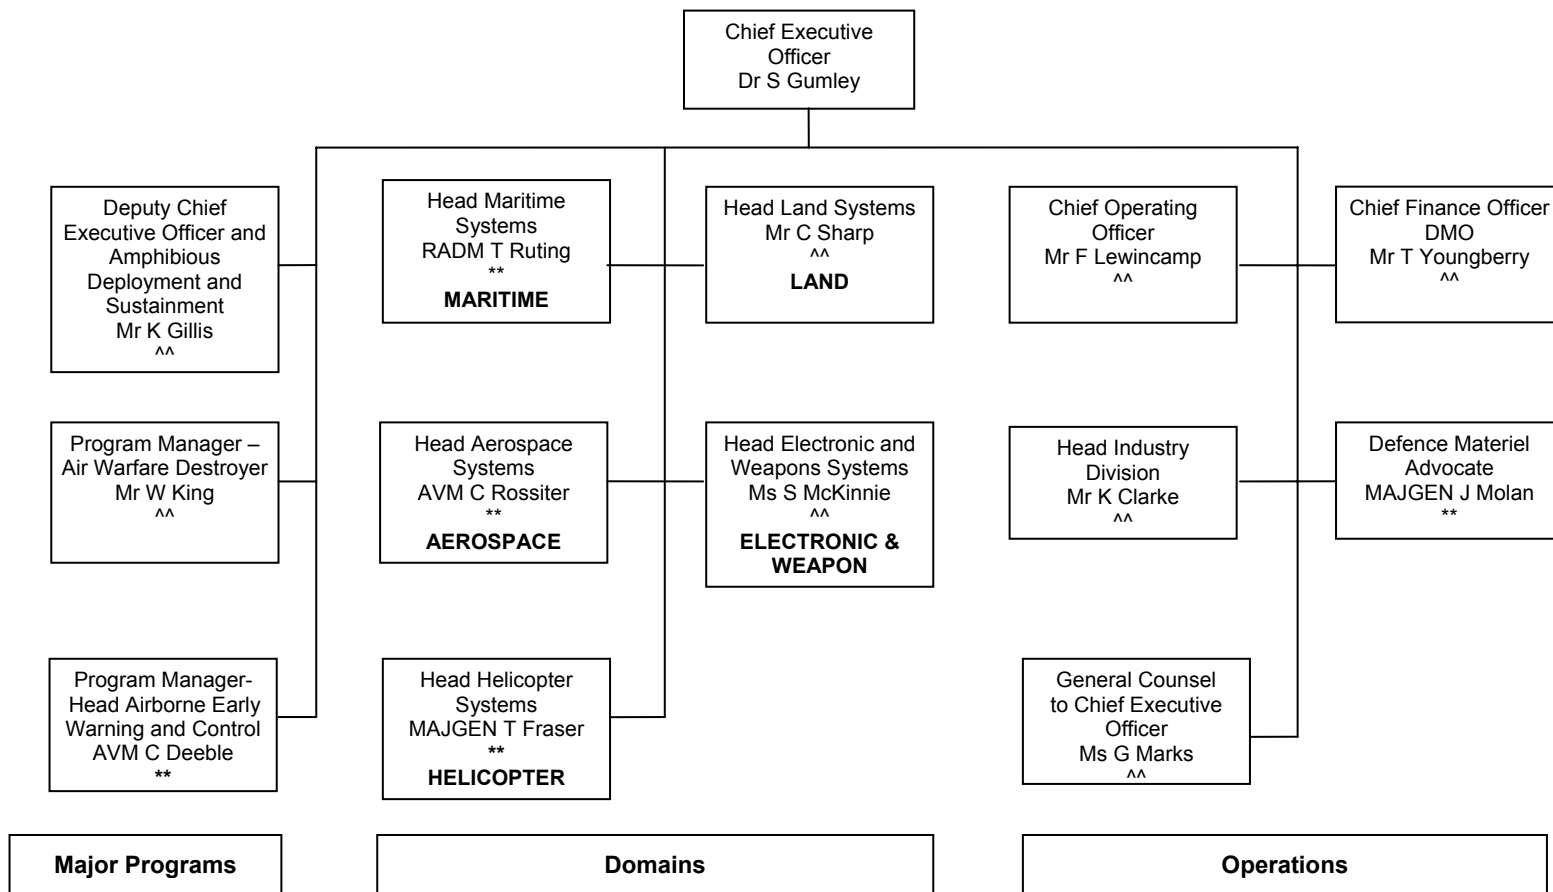 Chief Executive
Officer
Dr S Gumley
Deputy Chief
Executive Officer and
Amphibious
Deployment and
Sustainment
Mr K Gillis
^^
Head Maritime
Systems
RADM T Ruting
**
MARITIME
Head Land Systems
Mr C Sharp
^^
LAND
Chief Operating
Officer
Mr F Lewincamp
^^
Chief Finance Officer
DMO
Mr T Youngberry
^^
Program Manager –
Air Warfare Destroyer
Mr W King
^^
Head Aerospace
Systems
AVM C Rossiter
**
AEROSPACE
Head Electronic and
Weapons Systems
Ms S McKinnie
^^
ELECTRONIC &
WEAPON
Head Industry
Division
Mr K Clarke
^^
Defence Materiel
Advocate
MAJGEN J Molan
**
Program Manager-
Head Airborne Early
Warning and Control
AVM C Deeble
**
Head Helicopter
Systems
MAJGEN T Fraser
**
HELICOPTER
General Counsel
to Chief Executive
Officer
Ms G Marks
^^
Major Programs
Domains
Operations